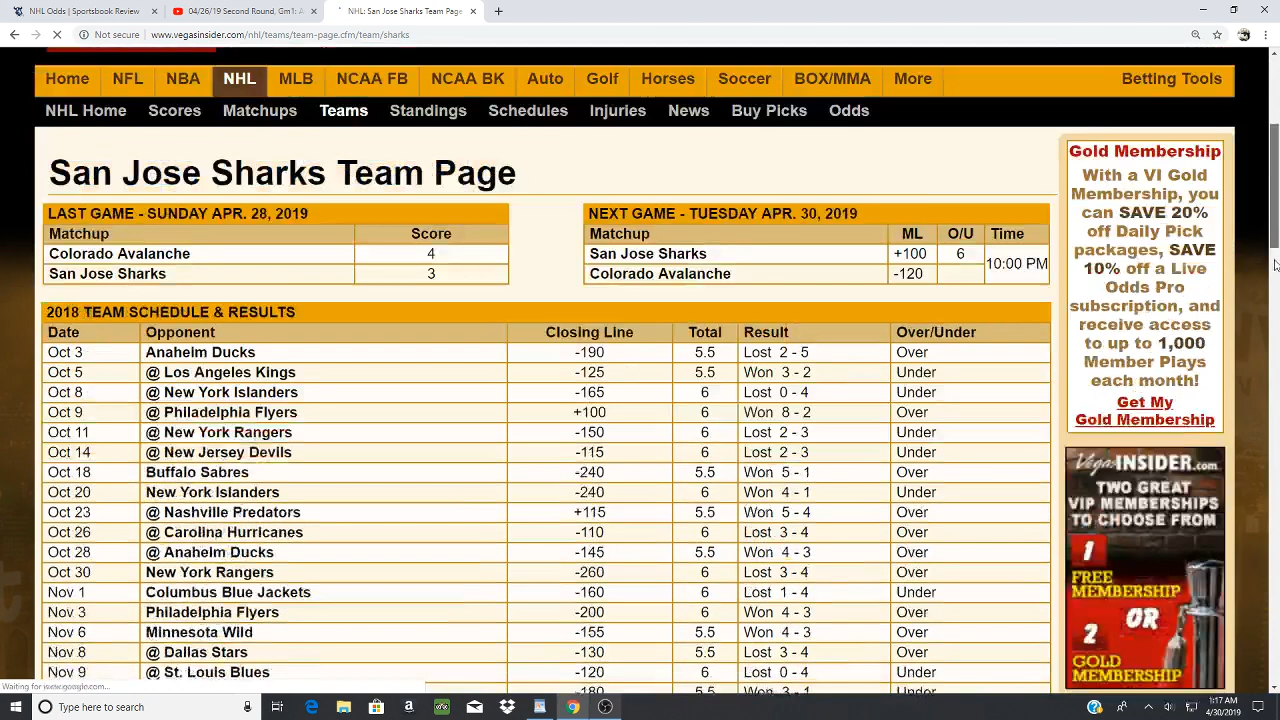 NHL Odds | Sportsbook Review
04/26/19 Second Round, Gm1: A
NHL: San Jose Sharks Team Page
Not secure | www.vegasinsider.com/nhl/teams/team-page.cfm/team/sharks
Home NFL NBA NHL MLB NCAA FB NCAA BK Auto Golf Horses Soccer BOX/MMA More Betting Tools
NHL Home Scores Matchups Teams Standings Schedules Injuries News Buy Picks Odds
San Jose Sharks Team Page
LAST GAME - SUNDAY APR. 28, 2019
Matchup Score
Colorado Avalanche 4
San Jose Sharks 3
NEXT GAME - TUESDAY APR. 30, 2019
Matchup ML O/U Time
San Jose Sharks +100 6 10:00 PM
Colorado Avalanche -120
2018 TEAM SCHEDULE & RESULTS
Date Opponent Closing Line Total Result Over/Under
Oct 3 Anaheim Ducks -190 5.5 Lost 2 - 5 Over
Oct 5 @ Los Angeles Kings -125 5.5 Won 3 - 2 Under
Oct 8 @ New York Islanders -165 6 Lost 0 - 4 Under
Oct 9 @ Philadelphia Flyers +100 6 Won 8 - 2 Over
Oct 11 @ New York Rangers -150 6 Lost 2 - 3 Under
Oct 14 @ New Jersey Devils -115 6 Lost 2 - 3 Under
Oct 18 Buffalo Sabres -240 5.5 Won 5 - 1 Over
Oct 20 New York Islanders -240 6 Won 4 - 1 Under
Oct 23 @ Nashville Predators +115 5.5 Won 5 - 4 Over
Oct 26 @ Carolina Hurricanes -110 6 Lost 3 - 4 Over
Oct 28 @ Anaheim Ducks -145 5.5 Won 4 - 3 Over
Oct 30 New York Rangers -260 6 Lost 3 - 4 Over
Nov 1 Columbus Blue Jackets -160 6 Lost 1 - 4 Under
Nov 3 Philadelphia Flyers -200 6 Won 4 - 3 Over
Nov 6 Minnesota Wild -155 5.5 Won 4 - 3 Over
Nov 8 @ Dallas Stars -130 5.5 Lost 3 - 4 Over
Nov 9 @ St. Louis Blues -120 6 Lost 0 - 4 Under
-180 5.5 Won 3 - 1
Gold Membership
With a VI Gold
Membership, you
can SAVE 20%
off Daily Pick
packages, SAVE
10% off a Live
Odds Pro
subscription, and
receive access
to up to 1,000
Member Plays
each month!
Get My
Gold Membership
Vegas INSIDER.com
TWO GREAT
VIP MEMBERSHIPS
TO CHOOSE FROM
1
FREE
MEMBERSHIP
OR
2
GOLD
MEMBERSHIP
Waiting for www.google.com...
Type here to search
1:17 AM
4/30/2019